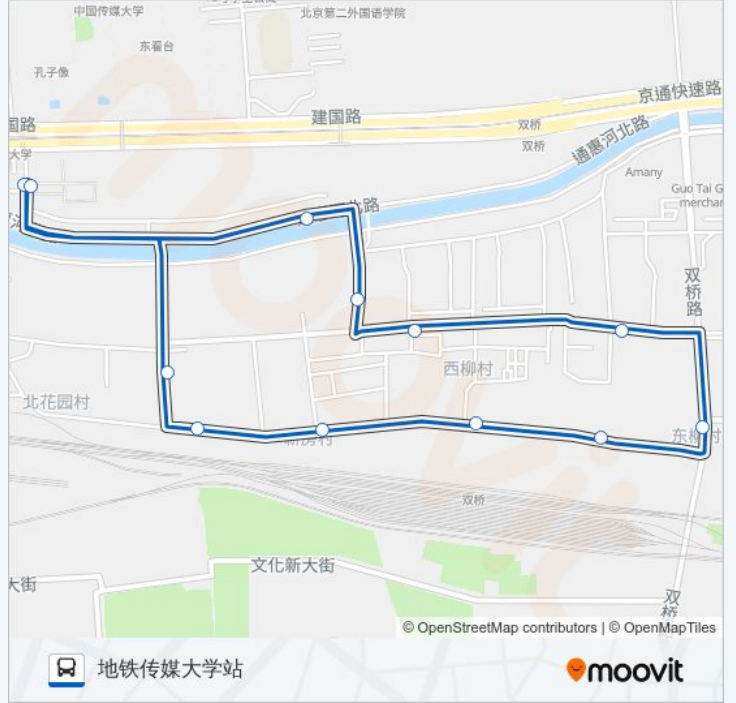 中国传媒大学
北京第二外国语学院
东看台
孔子像
京通快速路
建国路
国路
双桥
通惠河北路
大学
双桥
Amany
Guo Tai G
merchar
北路
双桥路
西柳村
北花园村
东柳村
新房村
双桥
文化新大街
大街
双桥
© OpenStreetMap contributors | © OpenMapTiles
地铁传媒大学站
moovit